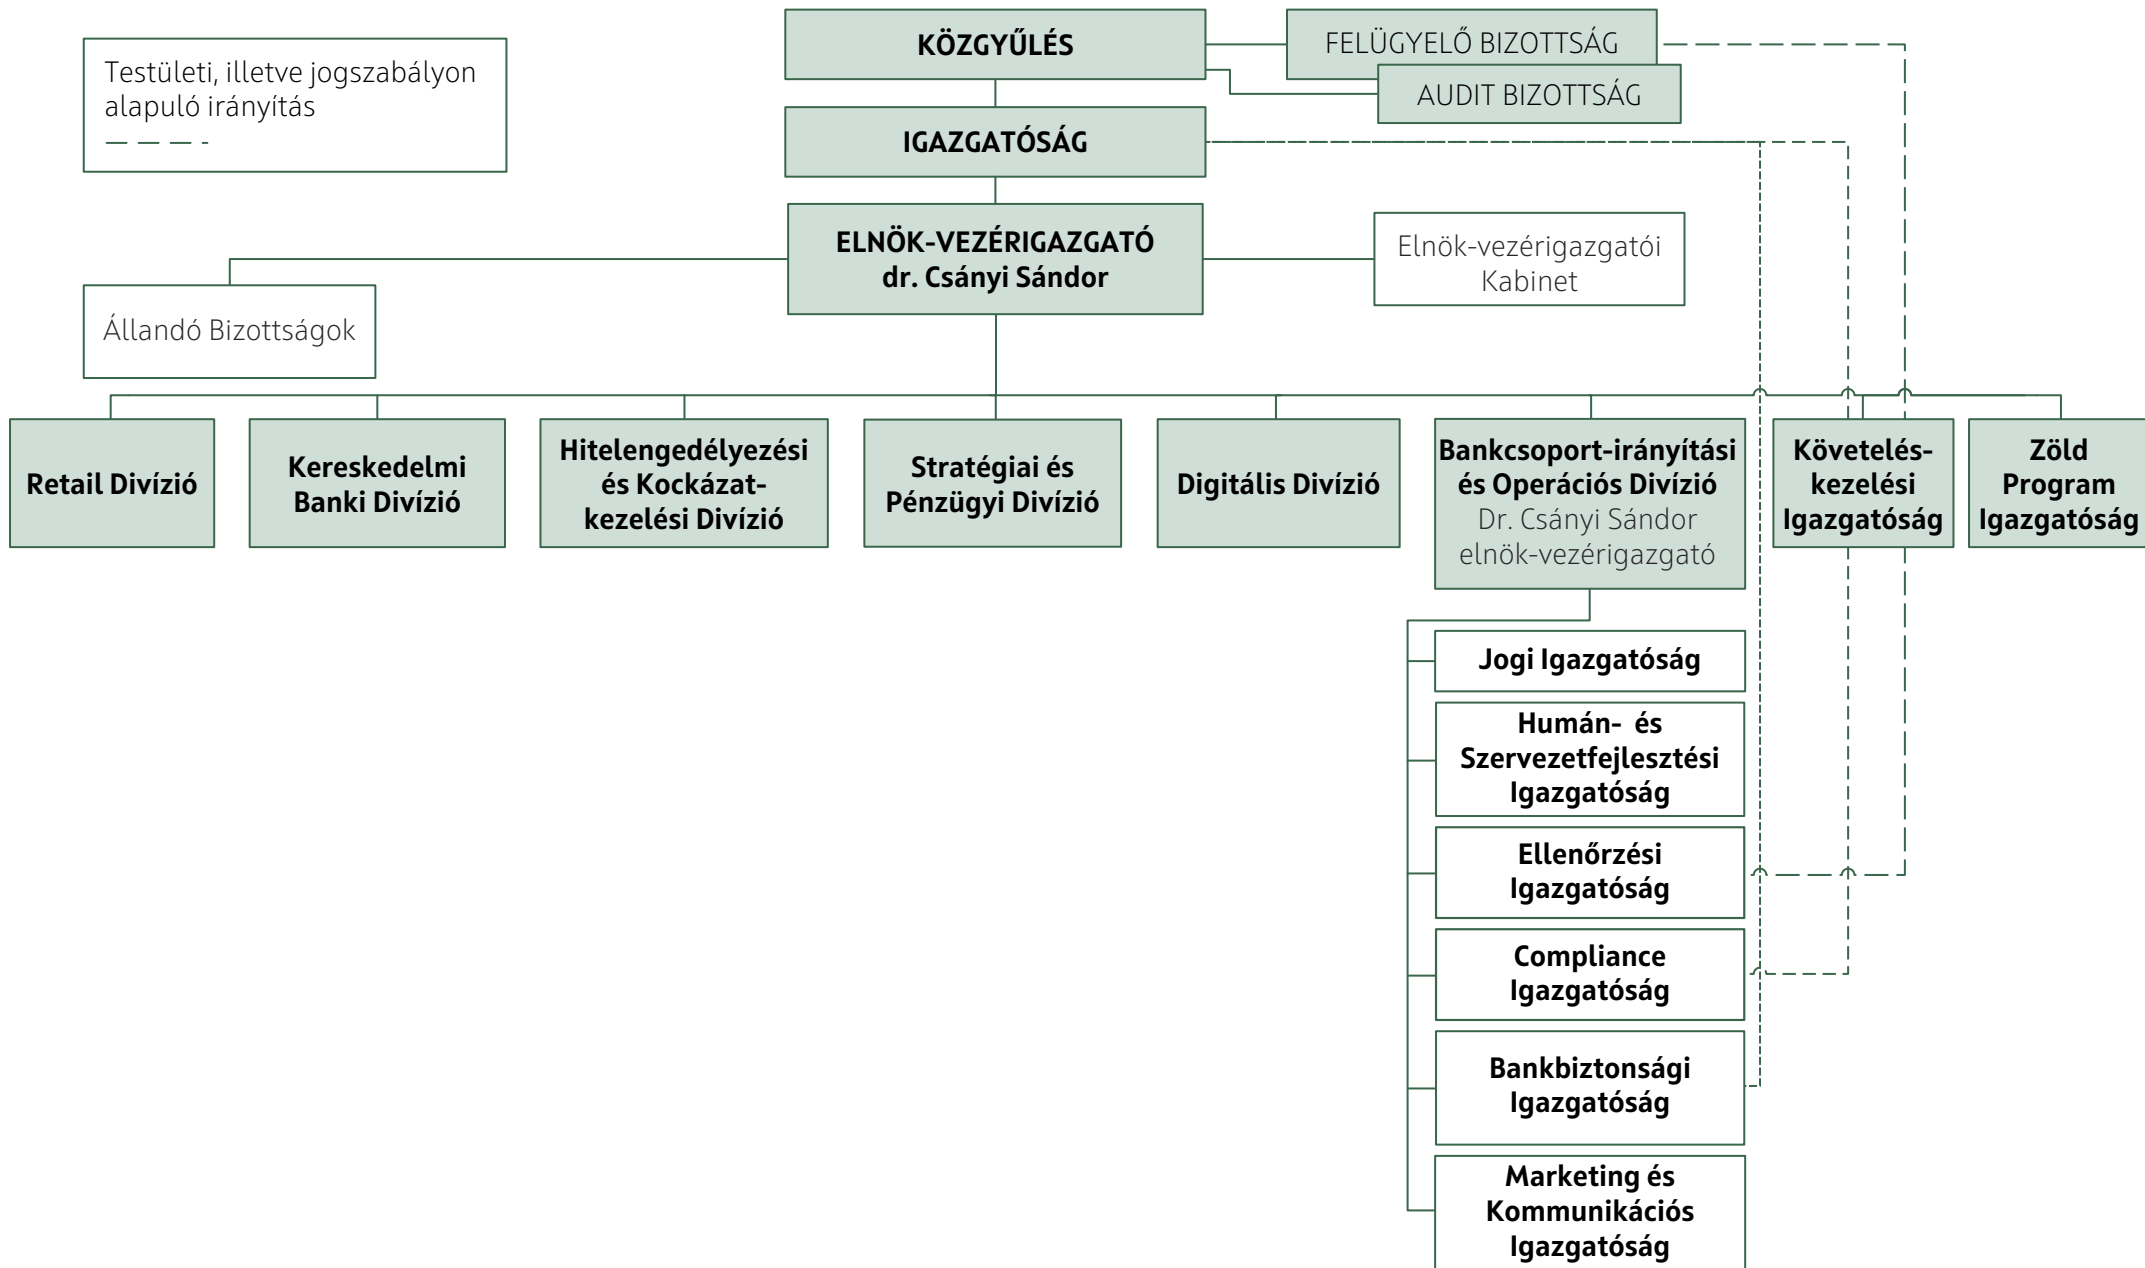 Testületi, illetve jogszabályon
alapuló irányítás
KÖZGYŰLÉS
FELÜGYELŐ BIZOTTSÁG
AUDIT BIZOTTSÁG
IGAZGATÓSÁG
ELNÖK-VEZÉRIGAZGATÓ
dr. Csányi Sándor
Elnök-vezérigazgatói
Kabinet
Állandó Bizottságok
Retail Divízió
Kereskedelmi
Banki Divízió
Hitelengedélyezési
és Kockázat-
kezelési Divízió
Stratégiai és
Pénzügyi Divízió
Digitális Divízió
Bankcsoport-irányítási
és Operációs Divízió
Dr. Csányi Sándor
elnök-vezérigazgató
Követelés-
kezelési
Igazgatóság
Zöld
Program
Igazgatóság
Jogi Igazgatóság
Humán- és
Szervezetfejlesztési
Igazgatóság
Ellenőrzési
Igazgatóság
Compliance
Igazgatóság
Bankbiztonsági
Igazgatóság
Marketing és
Kommunikációs
Igazgatóság